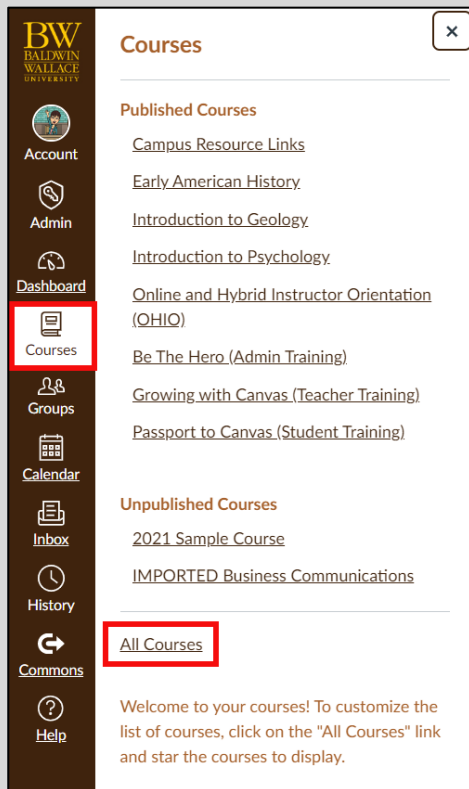 BW
BALDWIN
WALLACE
UNIVERSITY
Account
Admin
Dashboard
Courses
Groups
Calendar
Inbox
History
Commons
Help
Courses
×
Published Courses
Campus Resource Links
Early American History
Introduction to Geology
Introduction to Psychology
Online and Hybrid Instructor Orientation
(OHIO)
Be The Hero (Admin Training)
Growing with Canvas (Teacher Training)
Passport to Canvas (Student Training)
Unpublished Courses
2021 Sample Course
IMPORTED Business Communications
All Courses
Welcome to your courses! To customize the
list of courses, click on the "All Courses" link
and star the courses to display.